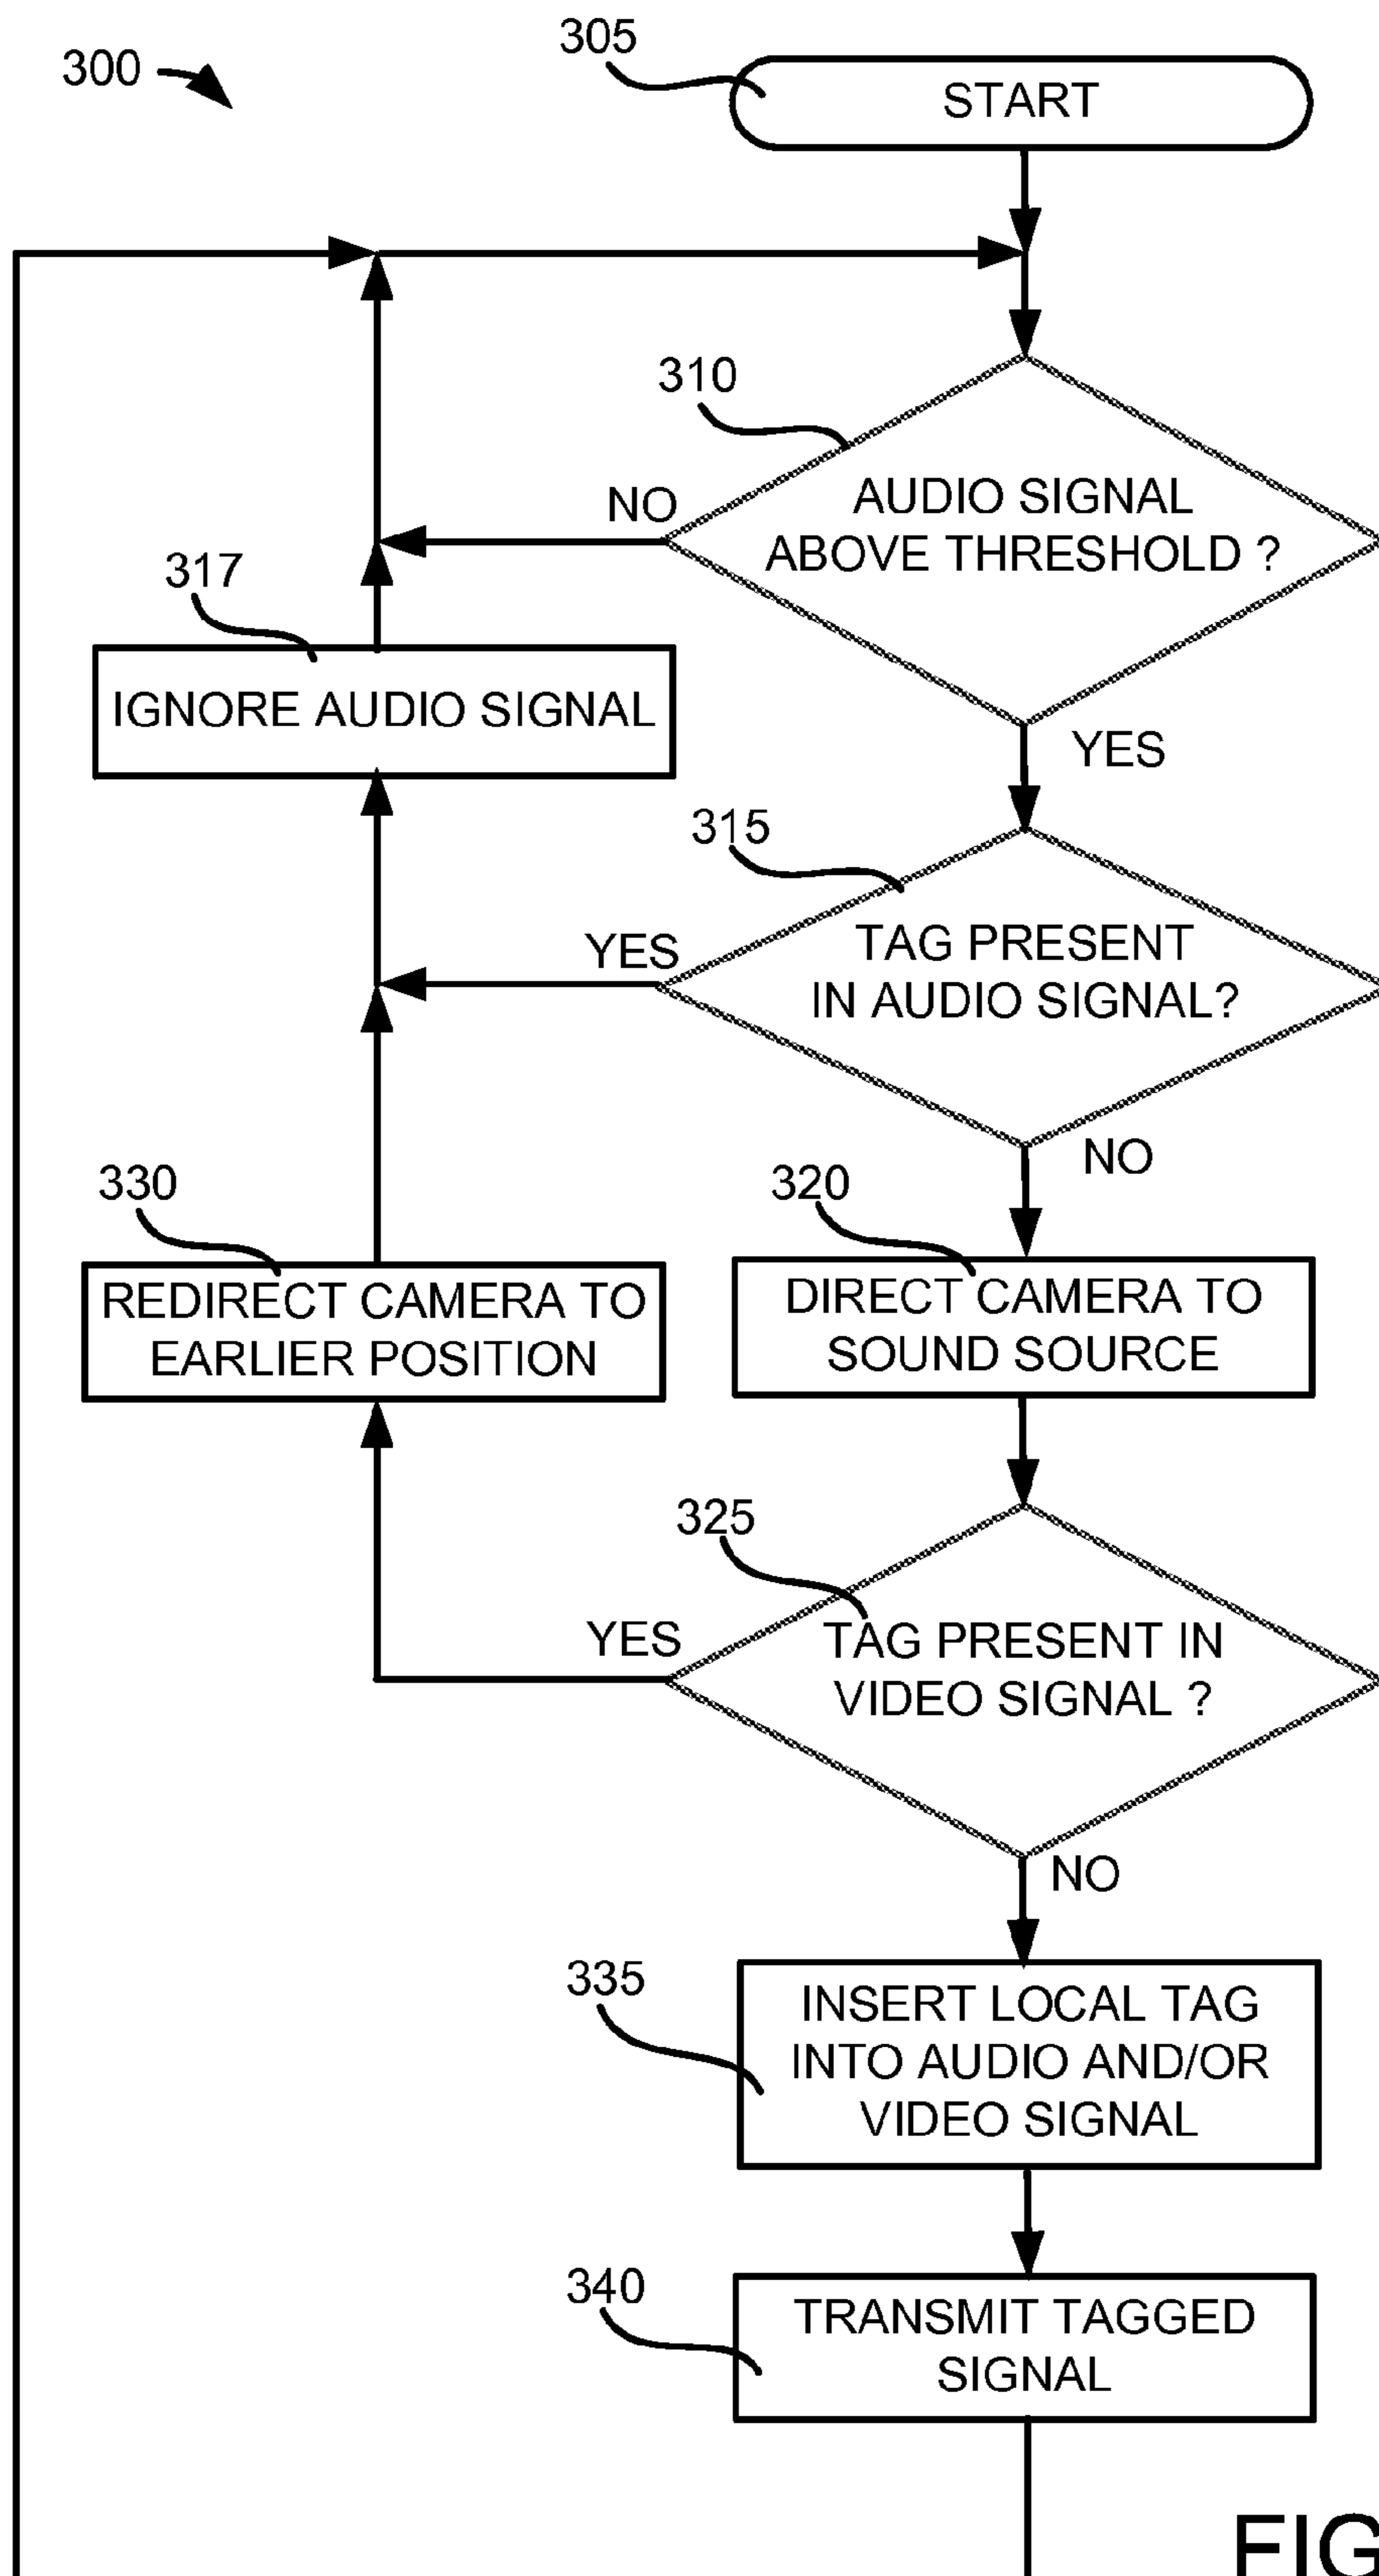 300
305
START
310
NO
AUDIO SIGNAL
ABOVE THRESHOLD ?
317
IGNORE AUDIO SIGNAL
YES
315
YES
TAG PRESENT
IN AUDIO SIGNAL?
NO
330
REDIRECT CAMERA TO
EARLIER POSITION
320
DIRECT CAMERA TO
SOUND SOURCE
325
YES
TAG PRESENT IN
VIDEO SIGNAL ?
NO
335
INSERT LOCAL TAG
INTO AUDIO AND/OR
VIDEO SIGNAL
340
TRANSMIT TAGGED
SIGNAL
FIG